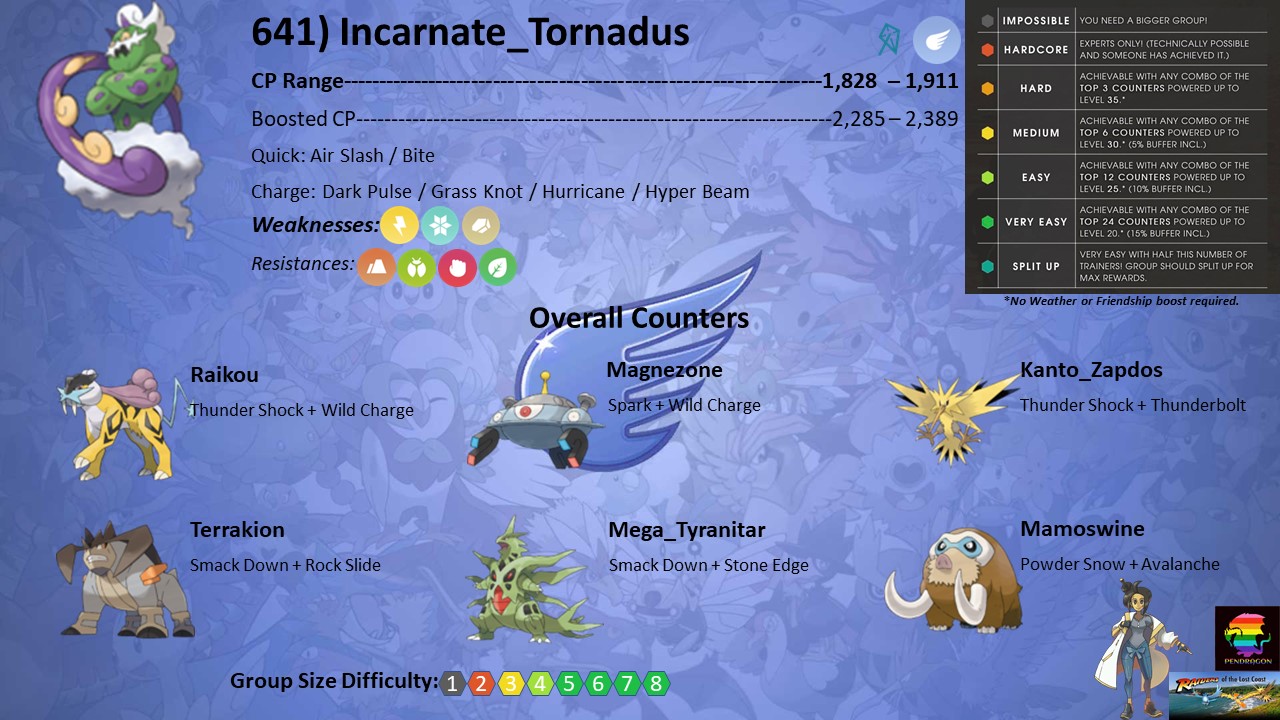 641) Incarnate_Tornadus
CP Range--------------------------------------------------------------------1,828 – 1,911
Boosted CP--------------------------------------------------------------------2,285 – 2,389
Quick: Air Slash / Bite
Charge: Dark Pulse / Grass Knot / Hurricane / Hyper Beam
Weaknesses:
Resistances:
IMPOSSIBLE YOU NEED A BIGGER GROUP!
HARDCORE EXPERTS ONLY! (TECHNICALLY POSSIBLE
AND SOMEONE HAS ACHIEVED IT.)
HARD ACHIEVABLE WITH ANY COMBO OF THE
TOP 3 COUNTERS POWERED UP TO
LEVEL 35.*
MEDIUM ACHIEVABLE WITH ANY COMBO OF THE
TOP 6 COUNTERS POWERED UP TO
LEVEL 30.* (5% BUFFER INCL.)
EASY ACHIEVABLE WITH ANY COMBO OF THE
TOP 12 COUNTERS POWERED UP TO
LEVEL 25.* (10% BUFFER INCL.)
VERY EASY ACHIEVABLE WITH ANY COMBO OF THE
TOP 24 COUNTERS POWERED UP TO
LEVEL 20.* (15% BUFFER INCL.)
SPLIT UP VERY EASY WITH HALF THIS NUMBER OF
TRAINERS! GROUP SHOULD SPLIT UP FOR
MAX REWARDS.
*No Weather or Friendship boost required.
Overall Counters
Raikou
Thunder Shock + Wild Charge
Magnezone
Spark + Wild Charge
Kanto_Zapdos
Thunder Shock + Thunderbolt
Terrakion
Smack Down + Rock Slide
Mega_Tyranitar
Smack Down + Stone Edge
Mamoswine
Powder Snow + Avalanche
Group Size Difficulty: 1 2 3 4 5 6 7 8
PENDRAGON
RAIDERS of the Lost Coast